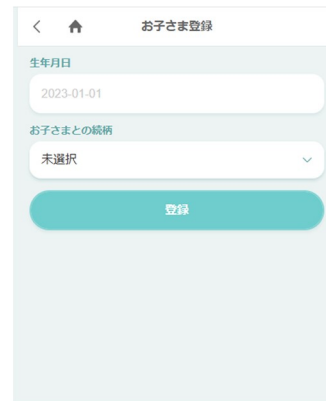 お子さま登録
生年月日
2023-01-01
お子さまとの続柄
未選択
登録